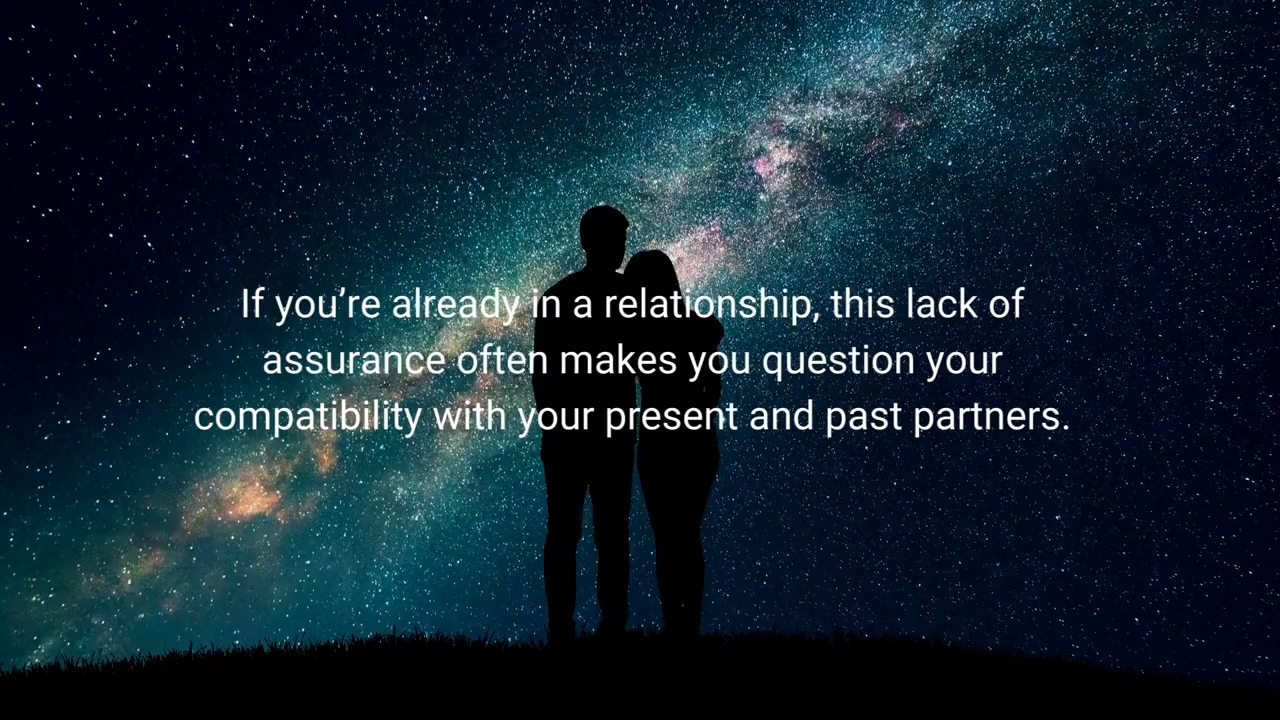 If you’re already in a relationship, this lack of
assurance often makes you question your
compatibility with your present and past partners.